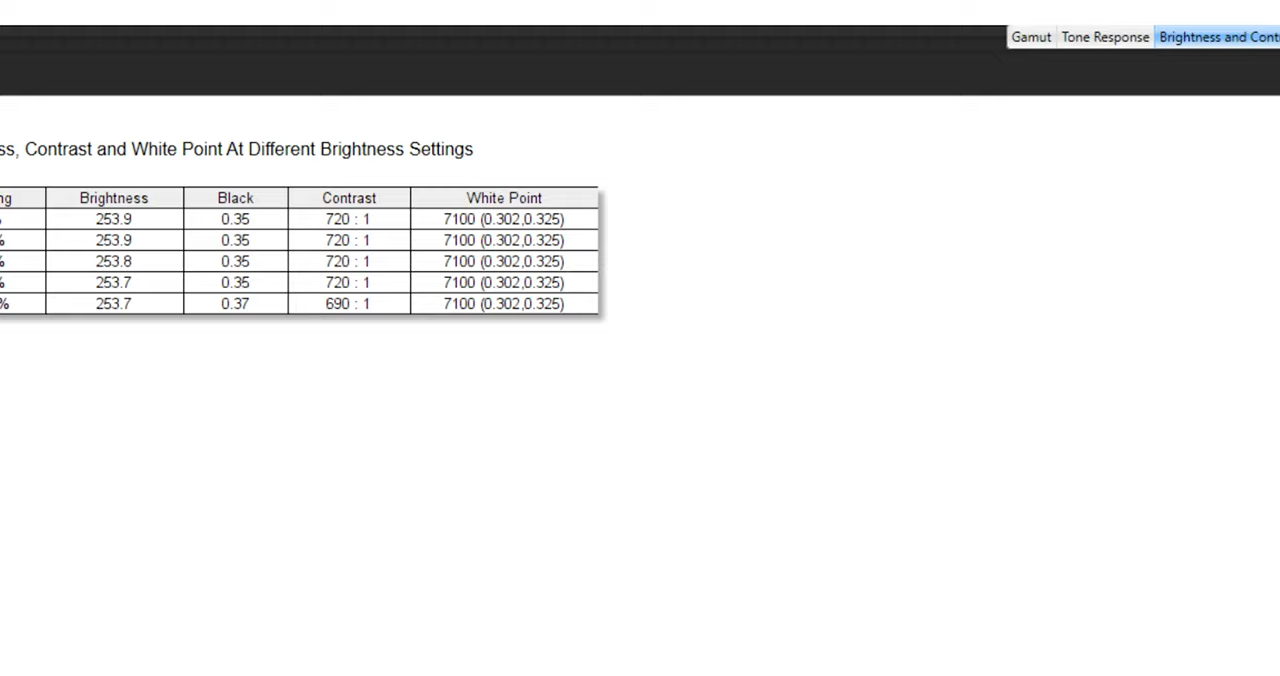 Gamut Tone Response Brightness and Cont
ss, Contrast and White Point At Different Brightness Settings
ng Brightness Black Contrast White Point
253.9 0.35 720 : 1 7100 (0.302,0.325)
% 253.9 0.35 720 : 1 7100 (0.302,0.325)
% 253.8 0.35 720 : 1 7100 (0.302,0.325)
% 253.7 0.35 720 : 1 7100 (0.302,0.325)
% 253.7 0.37 690 : 1 7100 (0.302,0.325)